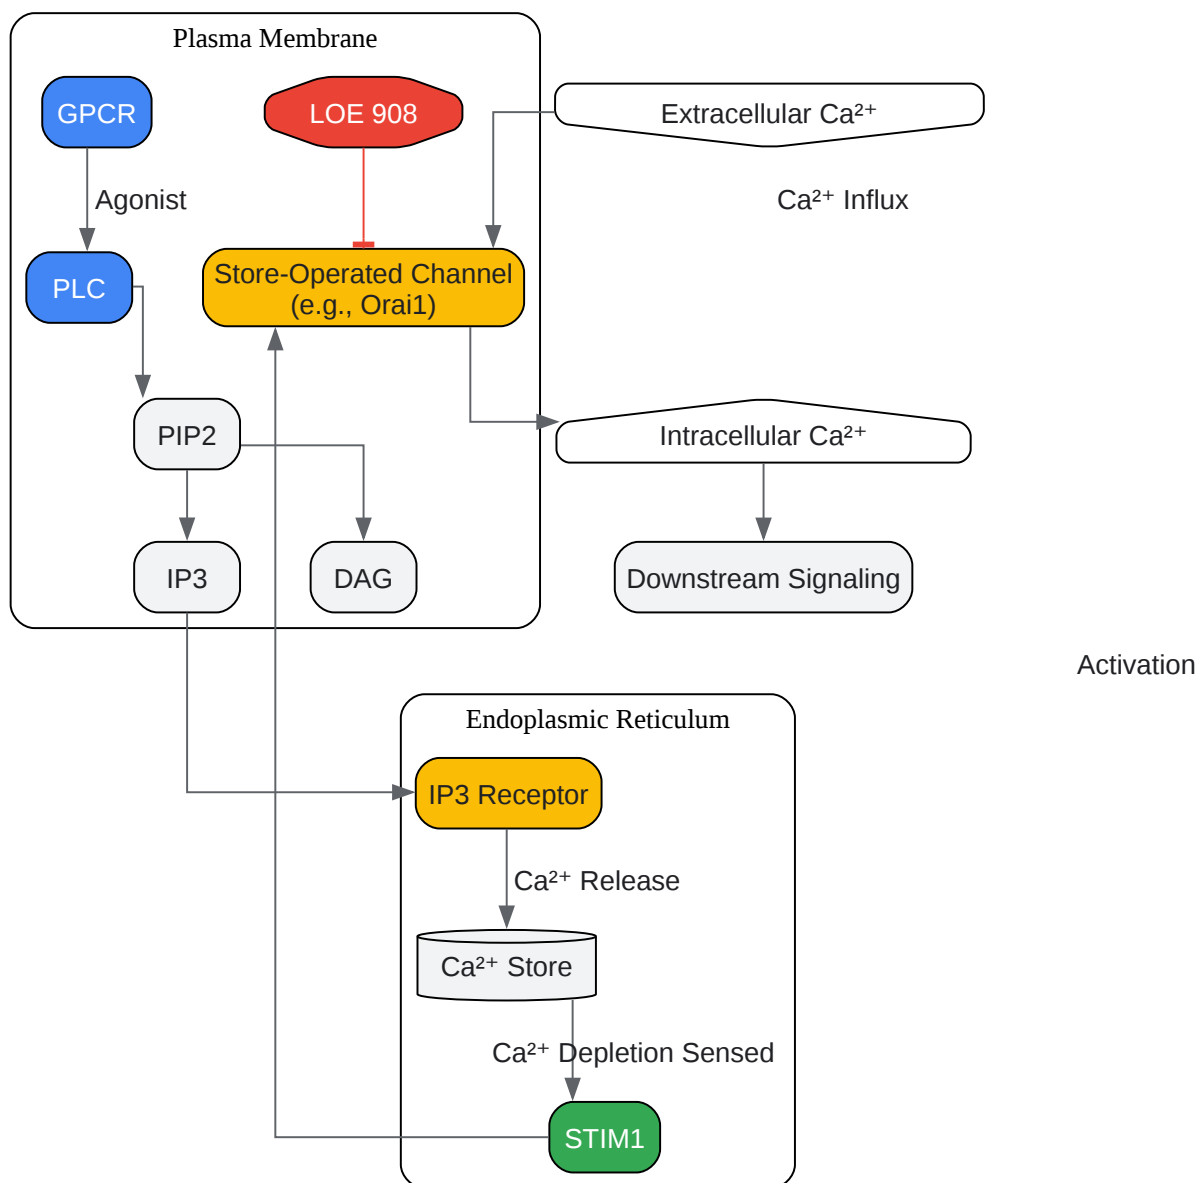 Plasma Membrane
GPCR
LOE 908
Extracellular Ca²⁺
Agonist
Ca²⁺ Influx
PLC
Store-Operated Channel
(e.g., Orai1)
PIP2
Intracellular Ca²⁺
IP3
DAG
Downstream Signaling
Activation
Endoplasmic Reticulum
IP3 Receptor
Ca²⁺ Release
Ca²⁺ Store
Ca²⁺ Depletion Sensed
STIM1